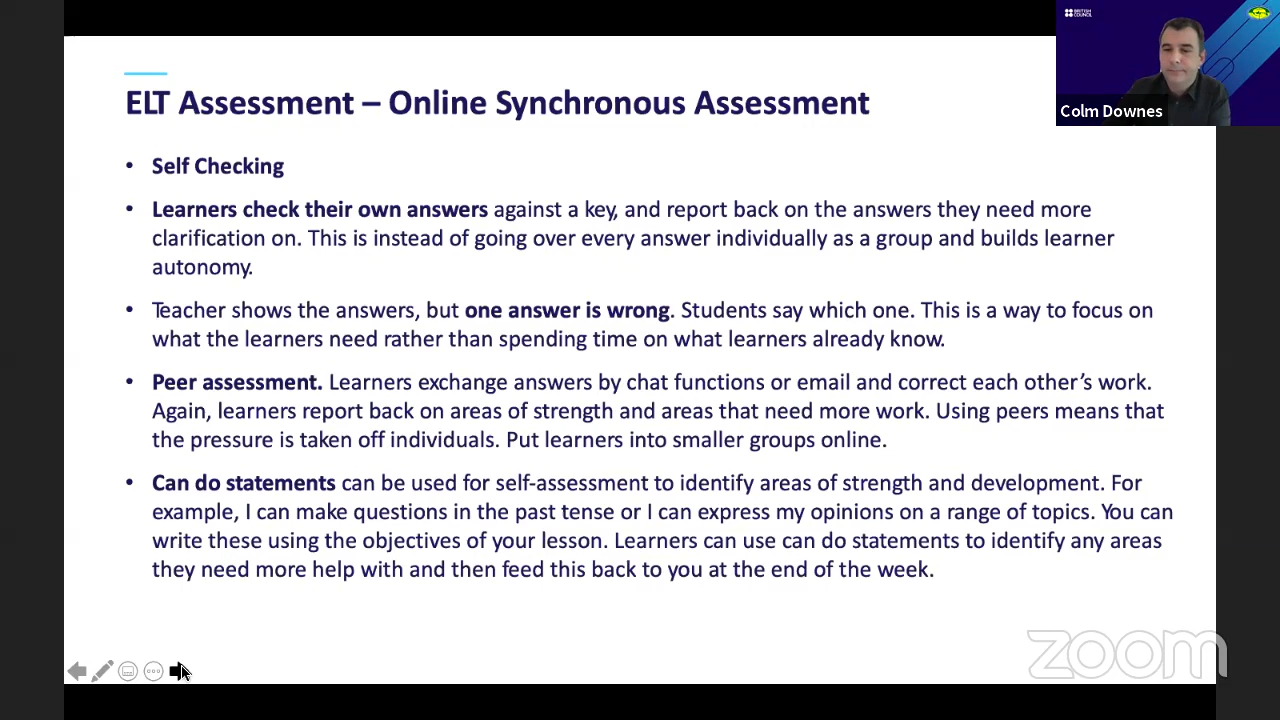 BRITISH
COUNCIL
Colm Downes
ELT Assessment – Online Synchronous Assessment
• Self Checking
• Learners check their own answers against a key, and report back on the answers they need more
clarification on. This is instead of going over every answer individually as a group and builds learner
autonomy.
• Teacher shows the answers, but one answer is wrong. Students say which one. This is a way to focus on
what the learners need rather than spending time on what learners already know.
• Peer assessment. Learners exchange answers by chat functions or email and correct each other’s work.
Again, learners report back on areas of strength and areas that need more work. Using peers means that
the pressure is taken off individuals. Put learners into smaller groups online.
• Can do statements can be used for self-assessment to identify areas of strength and development. For
example, I can make questions in the past tense or I can express my opinions on a range of topics. You can
write these using the objectives of your lesson. Learners can use can do statements to identify any areas
they need more help with and then feed this back to you at the end of the week.
zoom